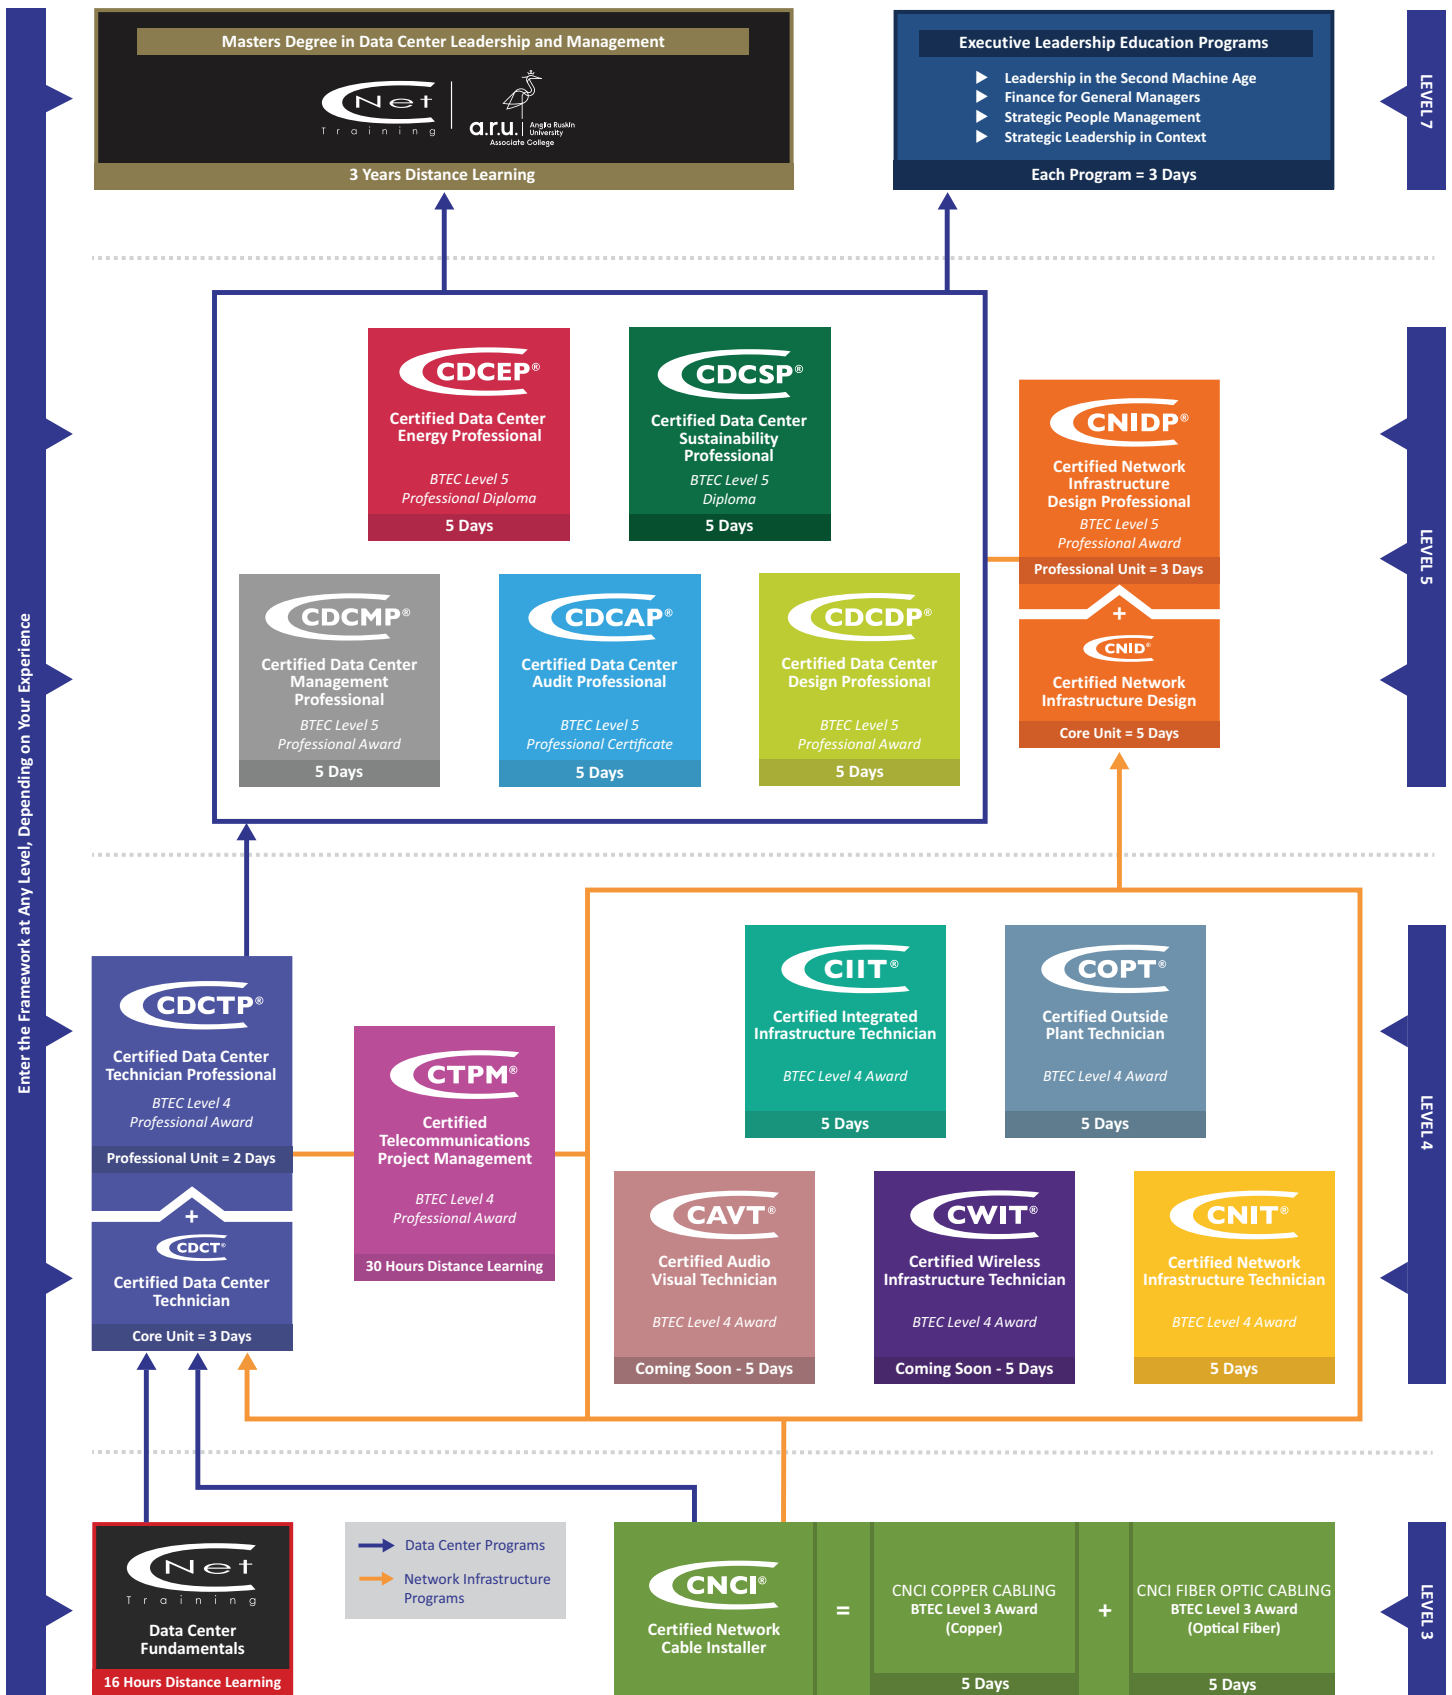 Masters Degree in Data Center Leadership and Management
CNet
Training
a.r.u.
Anglia Ruskin
University
Associate College
3 Years Distance Learning
Executive Leadership Education Programs
Leadership in the Second Machine Age
Finance for General Managers
Strategic People Management
Strategic Leadership in Context
Each Program = 3 Days
LEVEL 7
Enter the Framework at Any Level, Depending on Your Experience
CDCEP®
Certified Data Center
Energy Professional
BTEC Level 5
Professional Diploma
5 Days
CDCSP®
Certified Data Center
Sustainability
Professional
BTEC Level 5
Diploma
5 Days
CNIDP®
Certified Network
Infrastructure
Design Professional
BTEC Level 5
Professional Award
Professional Unit = 3 Days
+
CNID®
Certified Network
Infrastructure Design
Core Unit = 5 Days
CDCMP®
Certified Data Center
Management
Professional
BTEC Level 5
Professional Award
5 Days
CDCAP®
Certified Data Center
Audit Professional
BTEC Level 5
Professional Certificate
5 Days
CDCDP®
Certified Data Center
Design Professional
BTEC Level 5
Professional Award
5 Days
LEVEL 5
CDCTP®
Certified Data Center
Technician Professional
BTEC Level 4
Professional Award
Professional Unit = 2 Days
+
CDCT®
Certified Data Center
Technician
Core Unit = 3 Days
CTPM®
Certified
Telecommunications
Project Management
BTEC Level 4
Professional Award
30 Hours Distance Learning
CIIT®
Certified Integrated
Infrastructure Technician
BTEC Level 4 Award
5 Days
COPT®
Certified Outside
Plant Technician
BTEC Level 4 Award
5 Days
CAVT®
Certified Audio
Visual Technician
BTEC Level 4 Award
Coming Soon - 5 Days
CWIT®
Certified Wireless
Infrastructure Technician
BTEC Level 4 Award
Coming Soon - 5 Days
CNIT®
Certified Network
Infrastructure Technician
BTEC Level 4 Award
5 Days
LEVEL 4
CNet
Training
Data Center
Fundamentals
16 Hours Distance Learning
Data Center Programs
Network Infrastructure
Programs
CNCI®
Certified Network
Cable Installer
=
CNCI COPPER CABLING
BTEC Level 3 Award
(Copper)
5 Days
+
CNCI FIBER OPTIC CABLING
BTEC Level 3 Award
(Optical Fiber)
5 Days
LEVEL 3